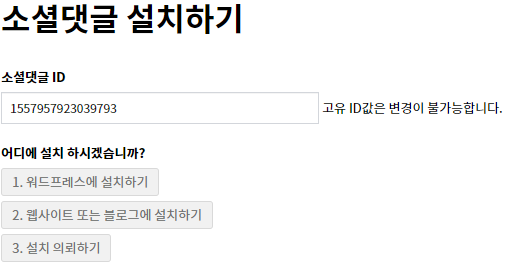 소셜댓글 설치하기
소셜댓글 ID
1557957923039793 고유 ID값은 변경이 불가능합니다.
어디에 설치 하시겠습니까?
1. 워드프레스에 설치하기
2. 웹사이트 또는 블로그에 설치하기
3. 설치 의뢰하기